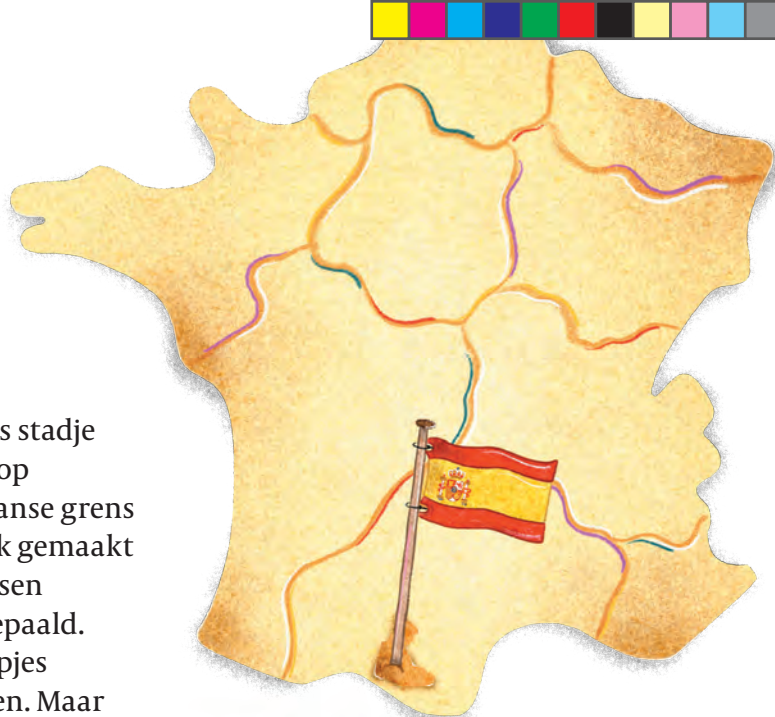 s stadje
op
anse grens
k gemaakt
sen
epaald.
pjes
en. Maar